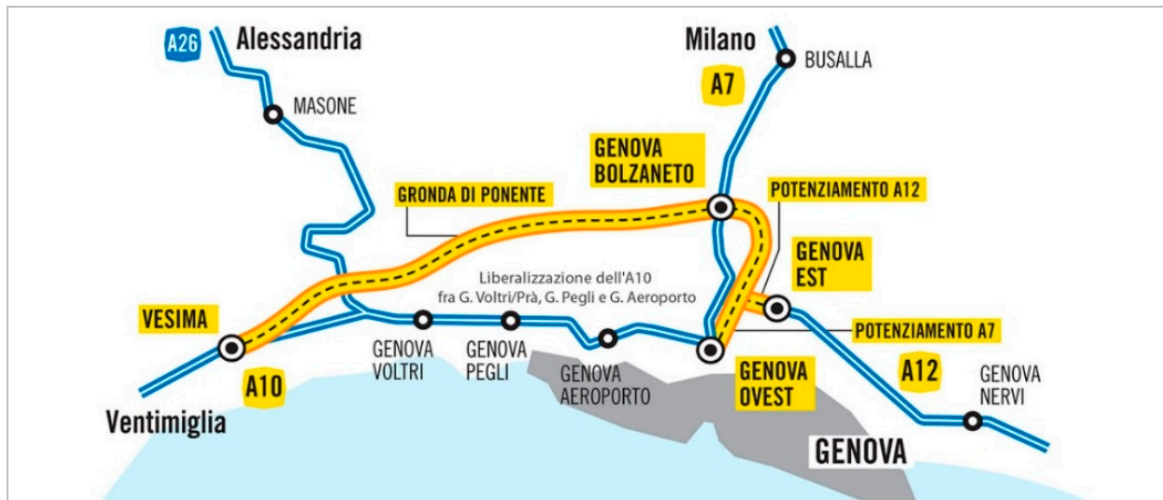 A26
Alessandria
MASONE
Milano
A7
BUSALLA
GENOVA
BOLZANETO
GRONDA DI PONENTE
POTENZIAMENTO A12
GENOVA
EST
Liberalizzazione dell'A10
fra G. Voltri/Prà, G. Pegli e G. Aeroporto
VESIMA
POTENZIAMENTO A7
A10
GENOVA
VOLTRI
GENOVA
PEGLI
GENOVA
AEROPORTO
GENOVA
OVEST
A12
GENOVA
NERVI
Ventimiglia
GENOVA